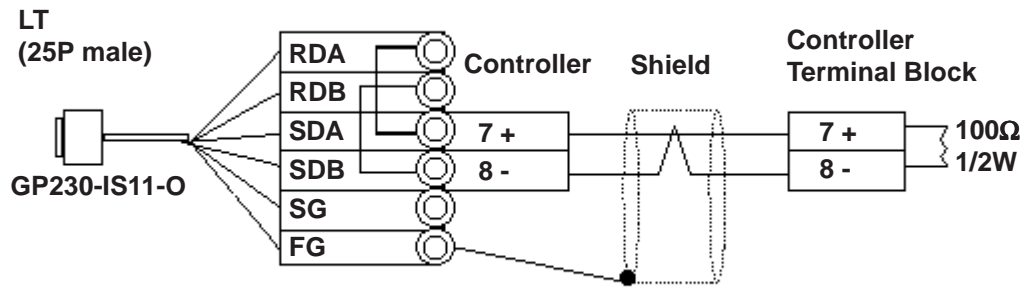 LT
(25P male)
GP230-IS11-O
RDA
RDB
SDA
SDB
SG
FG
Controller
7 +
8 -
Shield
Controller
Terminal Block
7 +
8 -
100Ω
1/2W